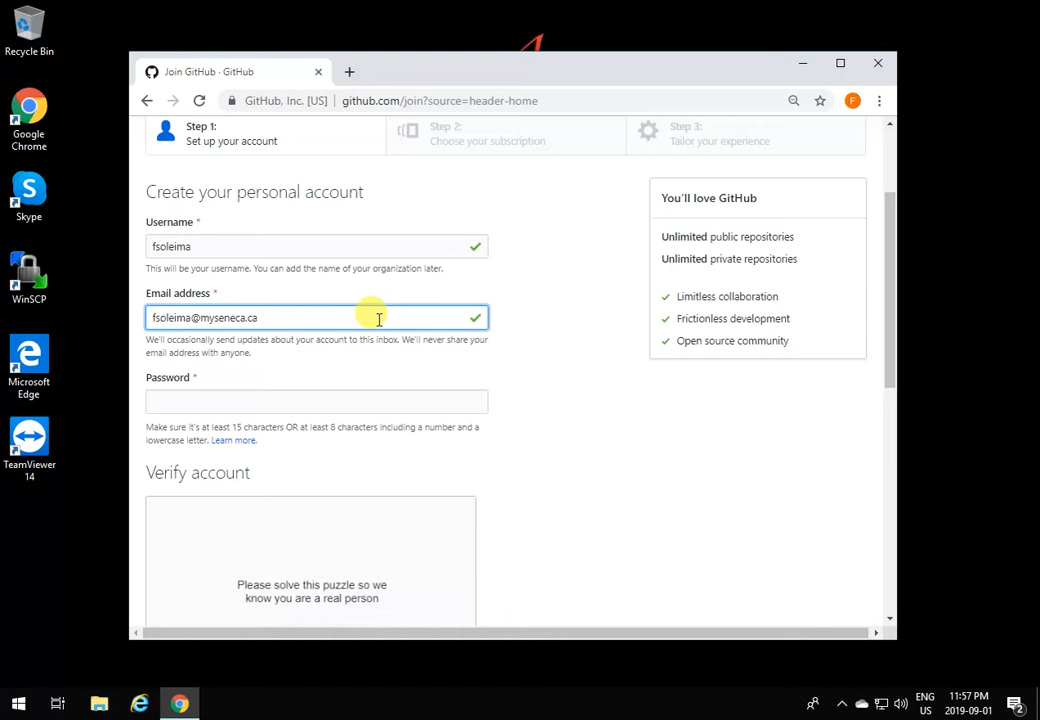 Recycle Bin
Google
Chrome
Skype
WinSCP
Microsoft
Edge
TeamViewer
14
Join GitHub · GitHub
GitHub, Inc. [US] | github.com/join?source=header-home
F
Step 1:
Set up your account
Step 2:
Choose your subscription
Step 3:
Tailor your experience
Create your personal account
Username *
fsoleima
This will be your username. You can add the name of your organization later.
Email address *
fsoleima@myseneca.ca
We'll occasionally send updates about your account to this inbox. We'll never share your
email address with anyone.
Password *
Make sure it's at least 15 characters OR at least 8 characters including a number and a
lowercase letter. Learn more.
Verify account
Please solve this puzzle so we
know you are a real person
You'll love GitHub
Unlimited public repositories
Unlimited private repositories
Limitless collaboration
Frictionless development
Open source community
ENG
US
11:57 PM
2019-09-01
2